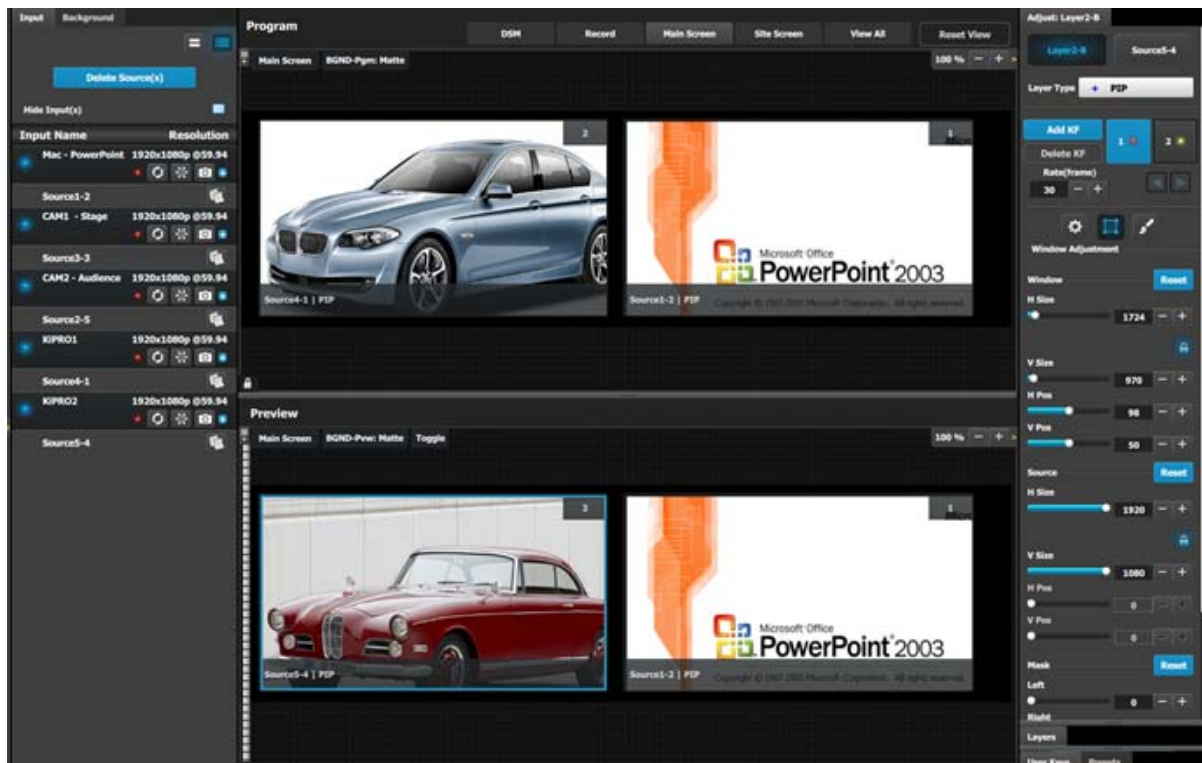 Input Background
Delete Source(s)
Hide Input(s)
Input Name Resolution
Mac - PowerPoint 1920x1080p @59.94
Source1-2
CAM1 - Stage 1920x1080p @59.94
Source3-3
CAM2 - Audience 1920x1080p @59.94
Source2-5
KIPRO1 1920x1080p @59.94
Source4-1
KIPRO2 1920x1080p @59.94
Source5-4
Program
DSM Record Main Screen Site Screen View All Reset View
Main Screen BGND-Pgm: Matte 100 %
2
1
Microsoft Office
PowerPoint 2003
Source4-1 | PIP
Source1-2 | PIP
Preview
Main Screen BGND-Pvw: Matte Toggle 100 %
1
Microsoft Office
PowerPoint 2003
Source5-4 | PIP
Source1-2 | PIP
Adjust: Layer2-B
Layer2-B Source5-4
Layer Type + PIP
Add KF
1 2
Delete KF
Rate(frame)
30 - +
Window Adjustment
Window Reset
H Size
1724 - +
V Size
970 - +
H Pos
98 - +
V Pos
50 - +
Source Reset
H Size
1920 - +
V Size
1080 - +
H Pos
0 - +
V Pos
0 - +
Mask Reset
Left
0 - +
Right
Layers
User Keys Presets